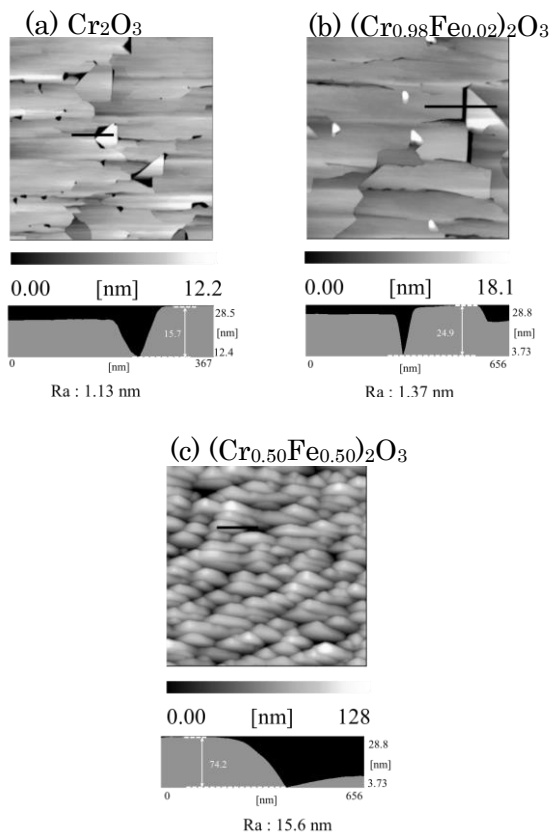 (a) Cr2O3
(b) (Cr0.98Fe0.02)2O3
0.00 [nm] 12.2
0.00 [nm] 18.1
28.5
15.7
[nm]
12.4
0
367
[nm]
Ra : 1.13 nm
28.8
24.9
[nm]
3.73
0
656
[nm]
Ra : 1.37 nm
(c) (Cr0.50Fe0.50)2O3
0.00 [nm] 128
28.8
74.2
[nm]
3.73
0
656
[nm]
Ra : 15.6 nm